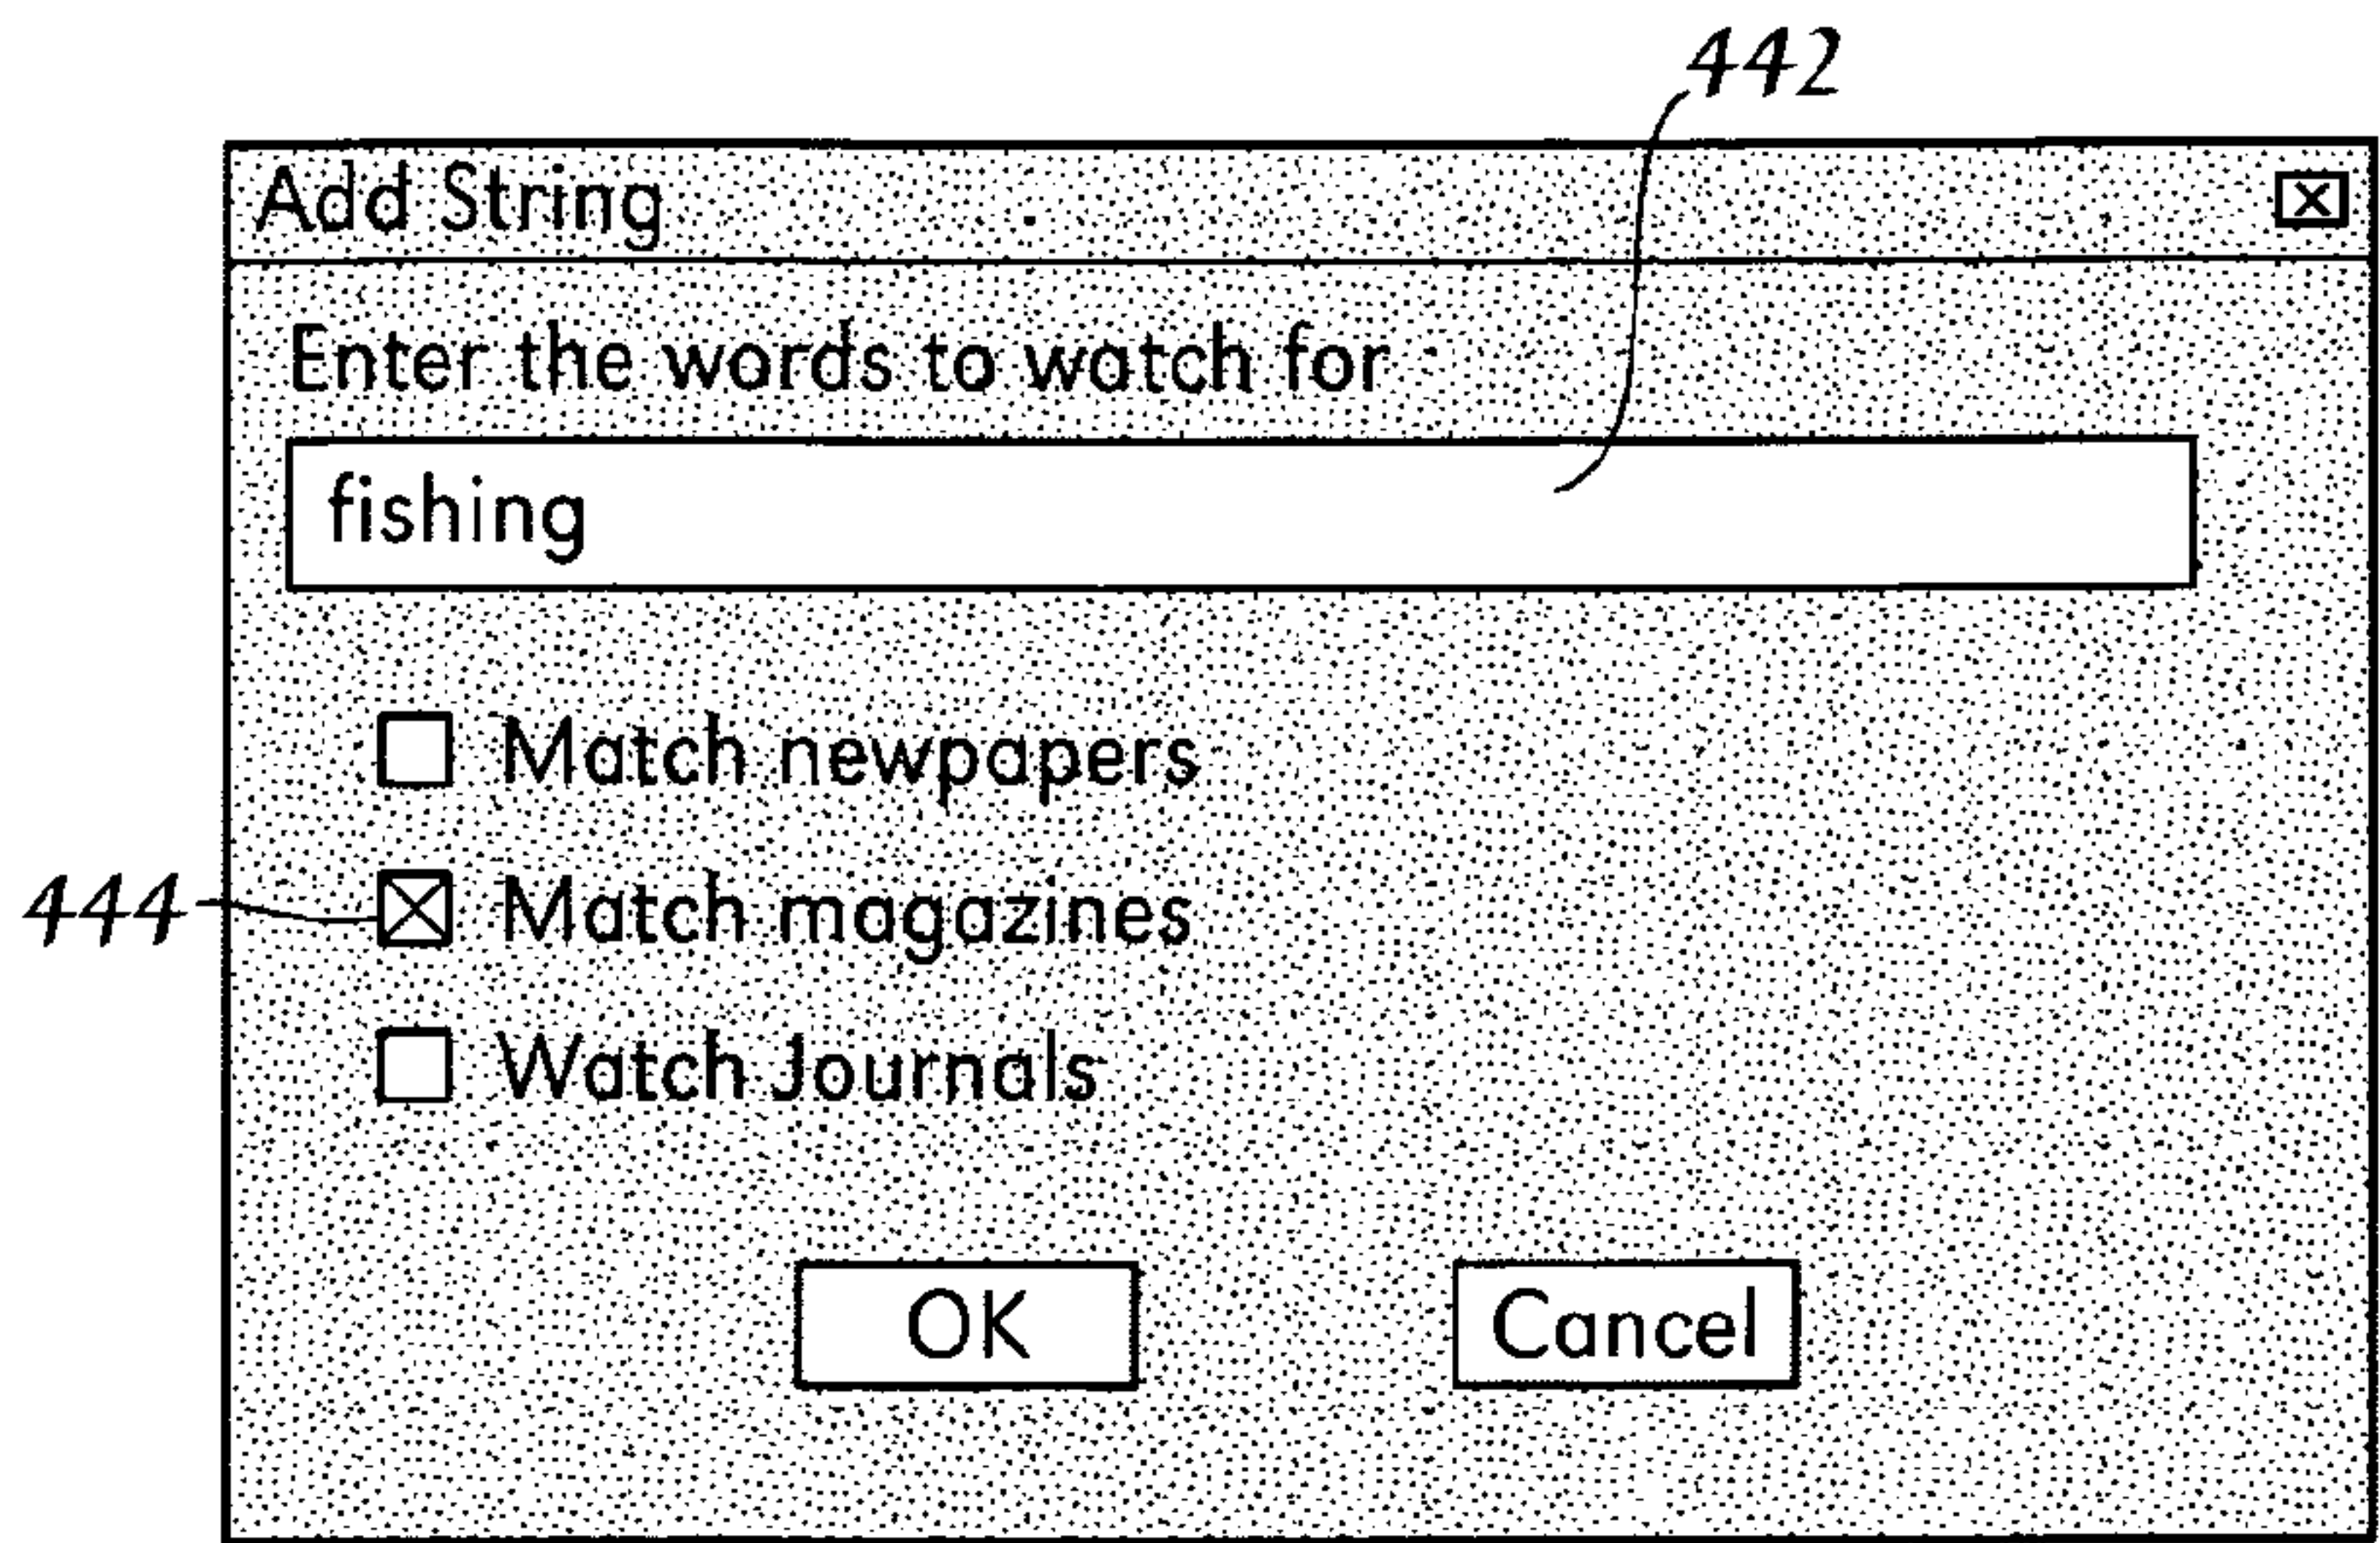 442
Add String
Enter the words to watch for
fishing
Match newpapers
444 Match magazines
Watch Journals
OK Cancel